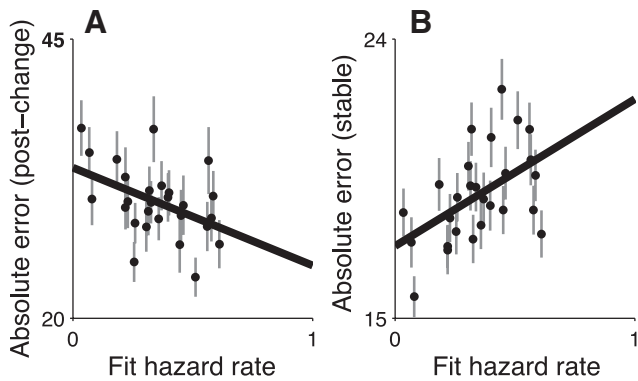 A
Absolute error (post-change)
45
20
0
1
Fit hazard rate
B
Absolute error (stable)
24
15
0
1
Fit hazard rate